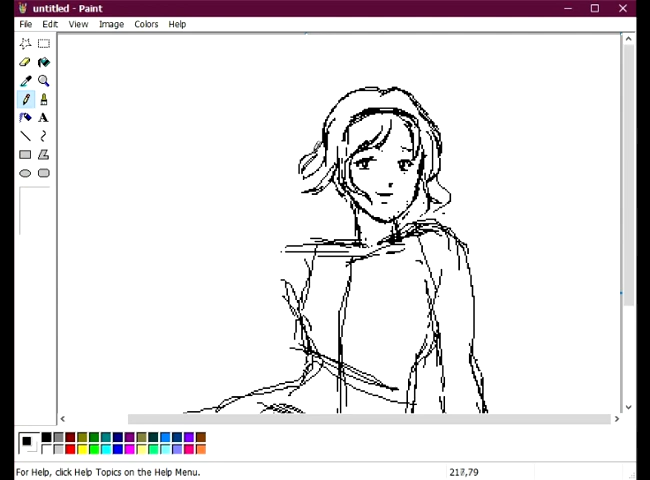 untitled - Paint
File Edit View Image Colors Help
A
For Help, click Help Topics on the Help Menu.
217,79